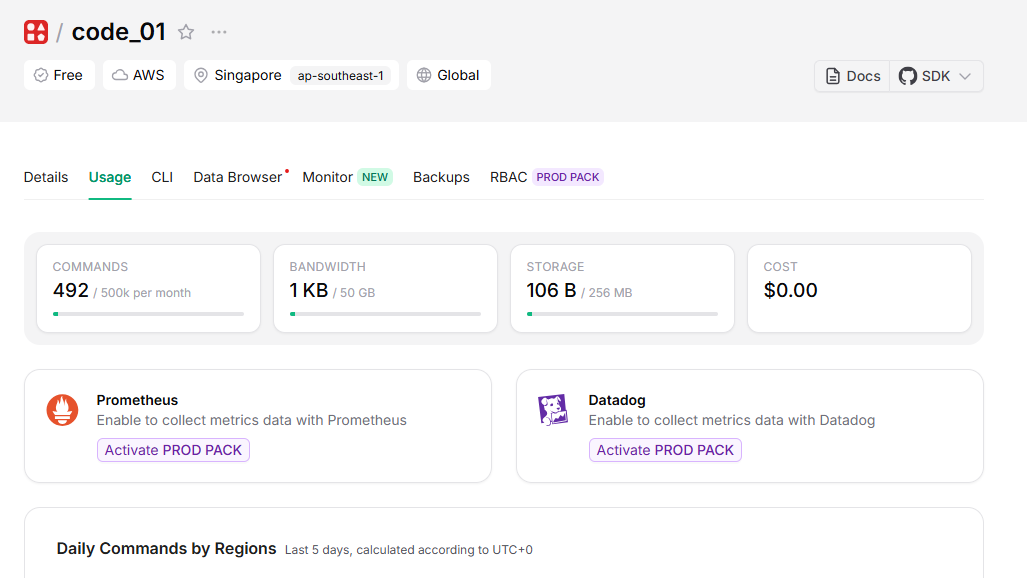 / code_01
Free AWS Singapore ap-southeast-1 Global
Docs SDK
Details Usage CLI Data Browser Monitor NEW Backups RBAC PROD PACK
COMMANDS
492 / 500k per month
BANDWIDTH
1 KB / 50 GB
STORAGE
106 B / 256 MB
COST
$0.00
Prometheus
Enable to collect metrics data with Prometheus
Activate PROD PACK
Datadog
Enable to collect metrics data with Datadog
Activate PROD PACK
Daily Commands by Regions Last 5 days, calculated according to UTC+0